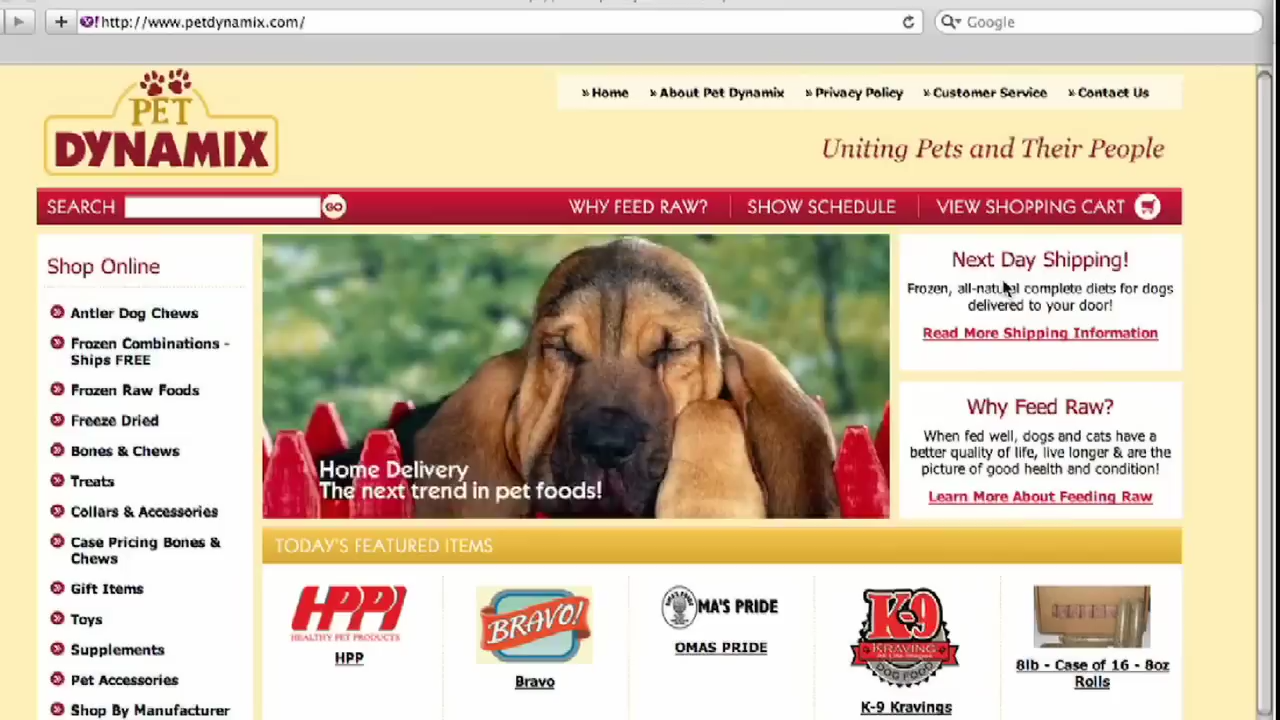 http://www.petdynamix.com/
Google
PET
DYNAMIX
» Home » About Pet Dynamix » Privacy Policy » Customer Service » Contact Us
Uniting Pets and Their People
SEARCH GO WHY FEED RAW? SHOW SCHEDULE VIEW SHOPPING CART
Shop Online
Antler Dog Chews
Frozen Combinations -
Ships FREE
Frozen Raw Foods
Freeze Dried
Bones & Chews
Treats
Collars & Accessories
Case Pricing Bones &
Chews
Gift Items
Toys
Supplements
Pet Accessories
Shop By Manufacturer
Home Delivery
The next trend in pet foods!
Next Day Shipping!
Frozen, all-natural complete diets for dogs
delivered to your door!
Read More Shipping Information
Why Feed Raw?
When fed well, dogs and cats have a
better quality of life, live longer & are the
picture of good health and condition!
Learn More About Feeding Raw
TODAY'S FEATURED ITEMS
HPP
HEALTHY PET PRODUCTS
HPP
BRAVO!
Bravo
OMA'S PRIDE
MA'S PRIDE
OMAS PRIDE
K-9
KRAVING
DOG FOOD
K-9 Kravings
8lb - Case of 16 - 8oz
Rolls